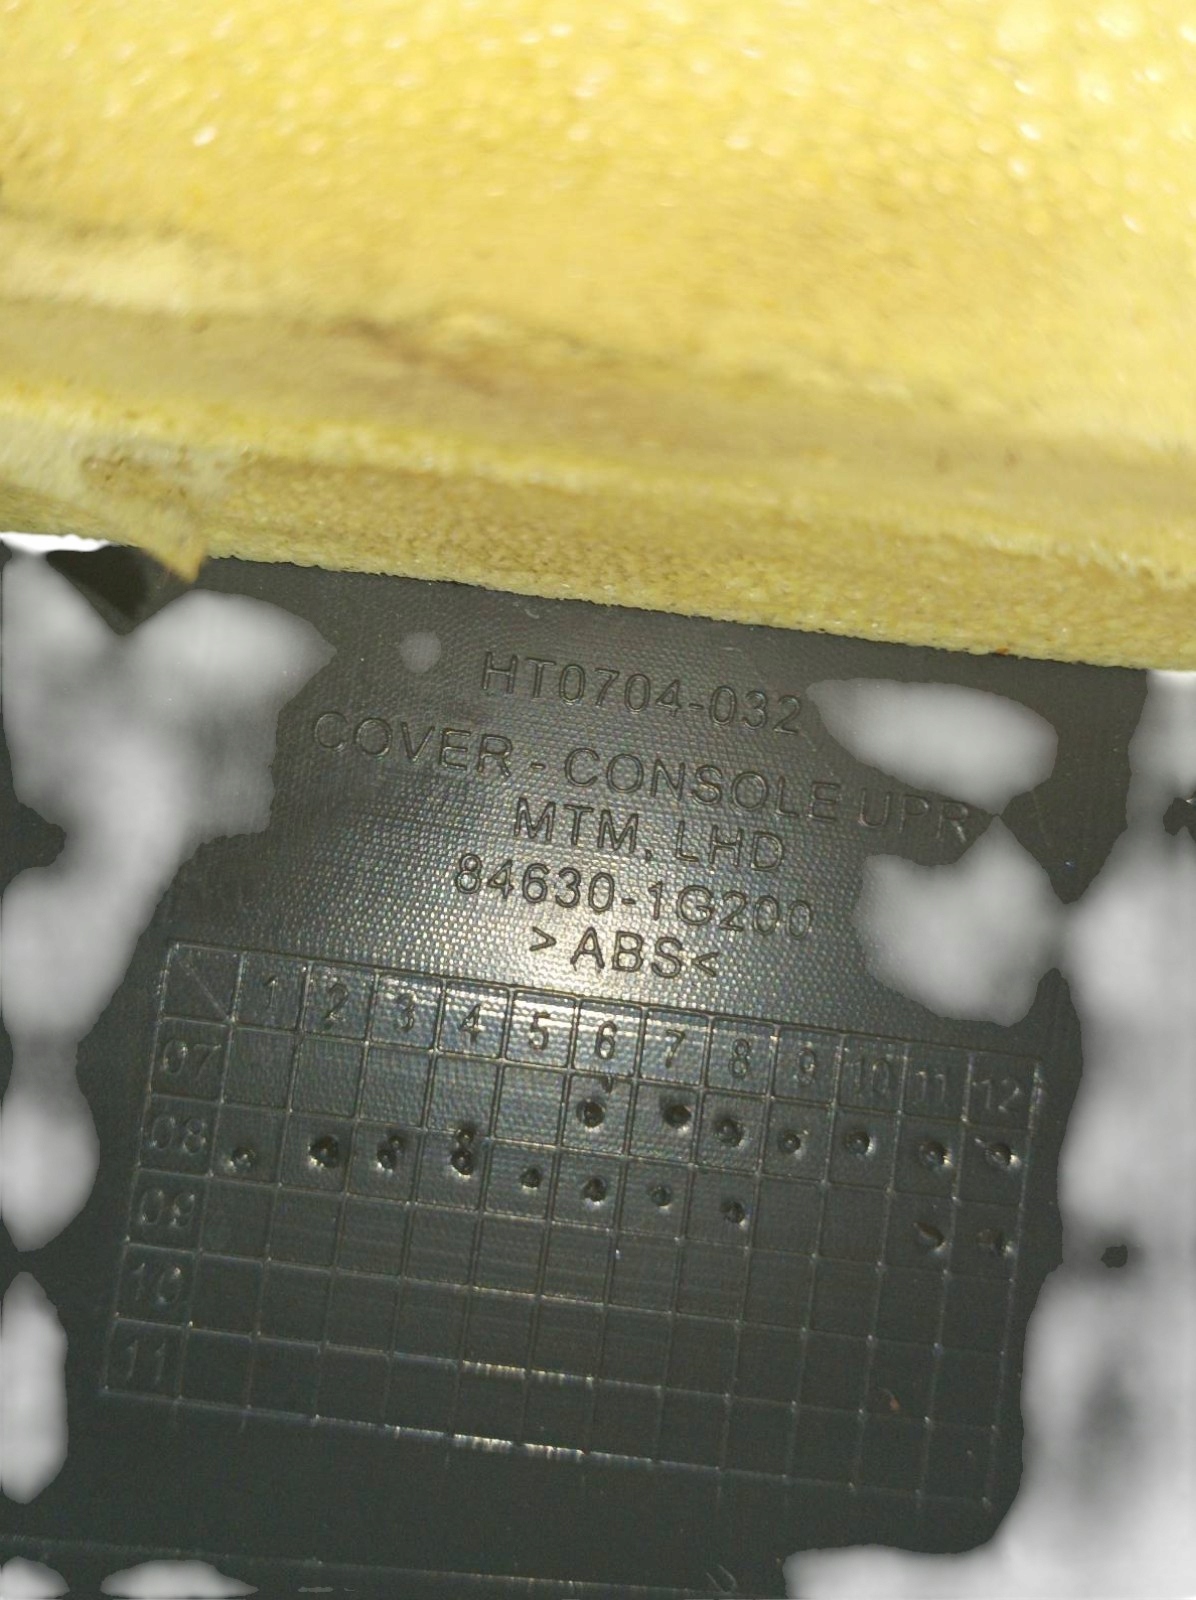 HT0704-032
COVER - CONSOLE UPR
MTM, LHD
84630-1G200
>ABS<
1 2 3 4 5 6 7 8 9 10 11 12
07
08
09
10
11